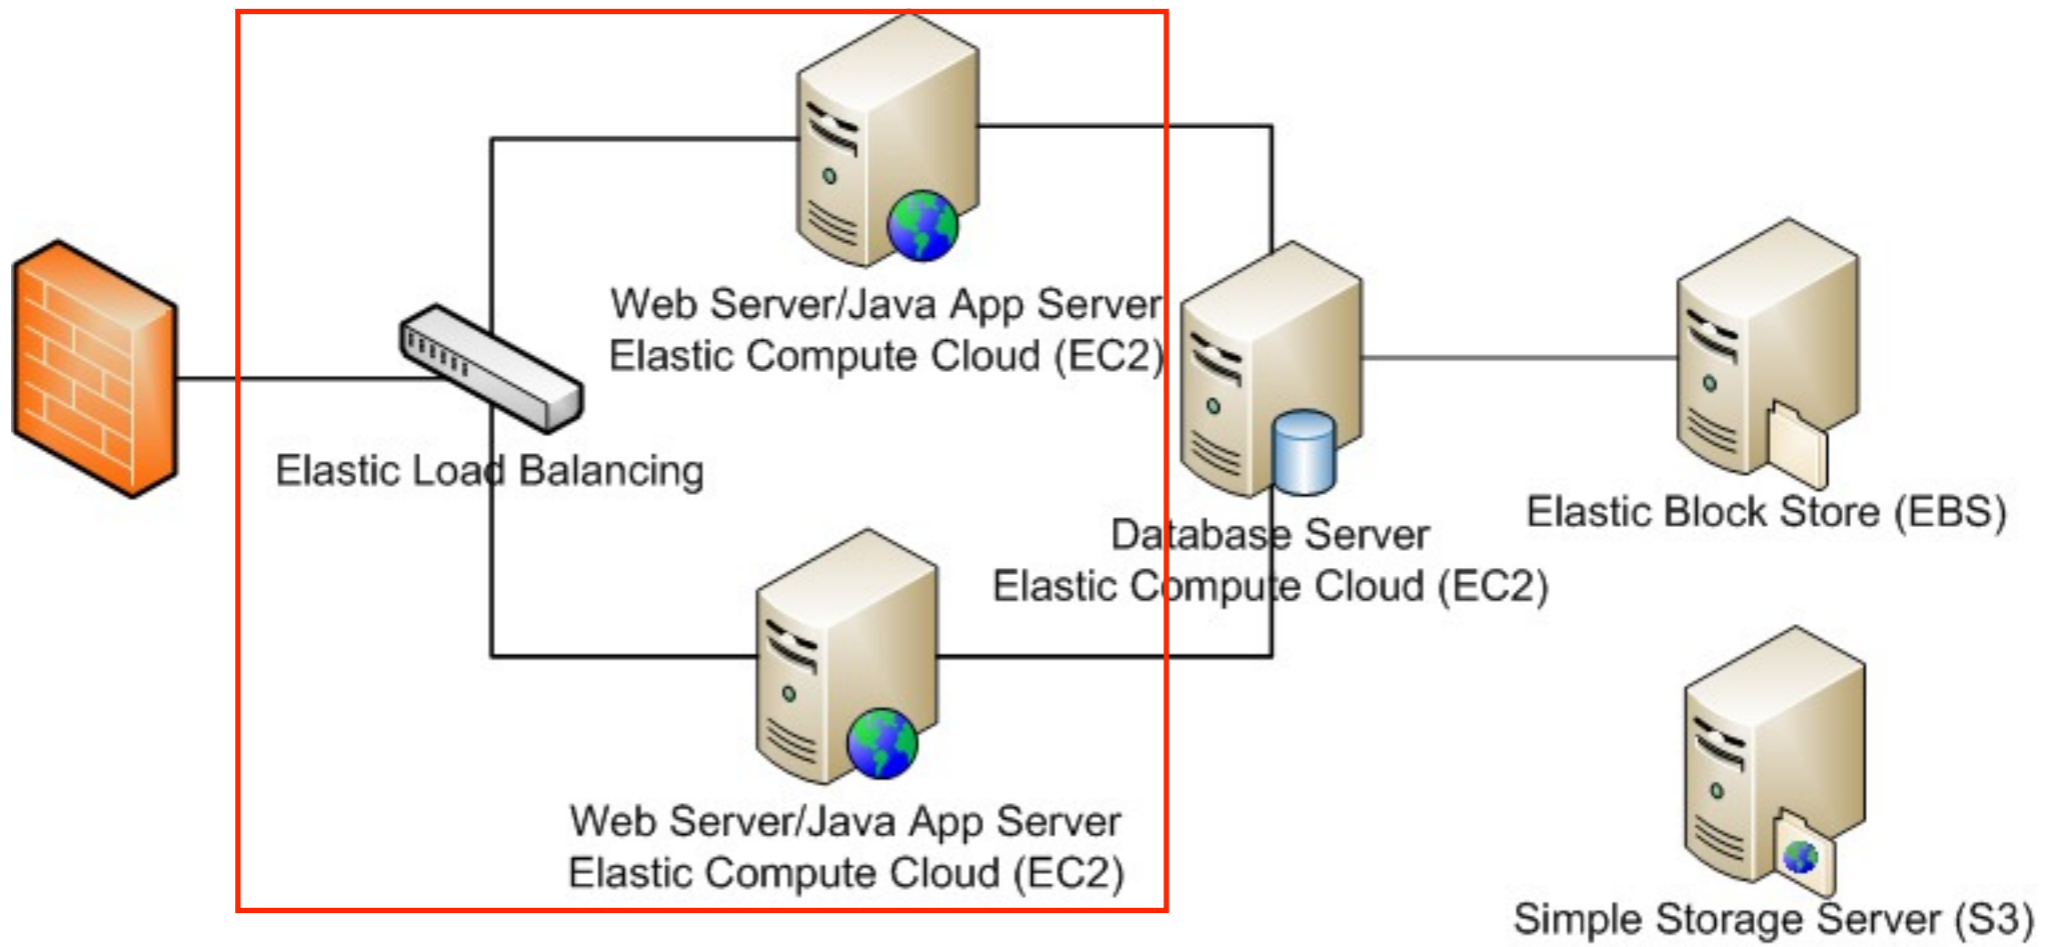 Web Server/Java App Server
Elastic Compute Cloud (EC2)
Elastic Load Balancing
Database Server
Elastic Compute Cloud (EC2)
Elastic Block Store (EBS)
Web Server/Java App Server
Elastic Compute Cloud (EC2)
Simple Storage Server (S3)